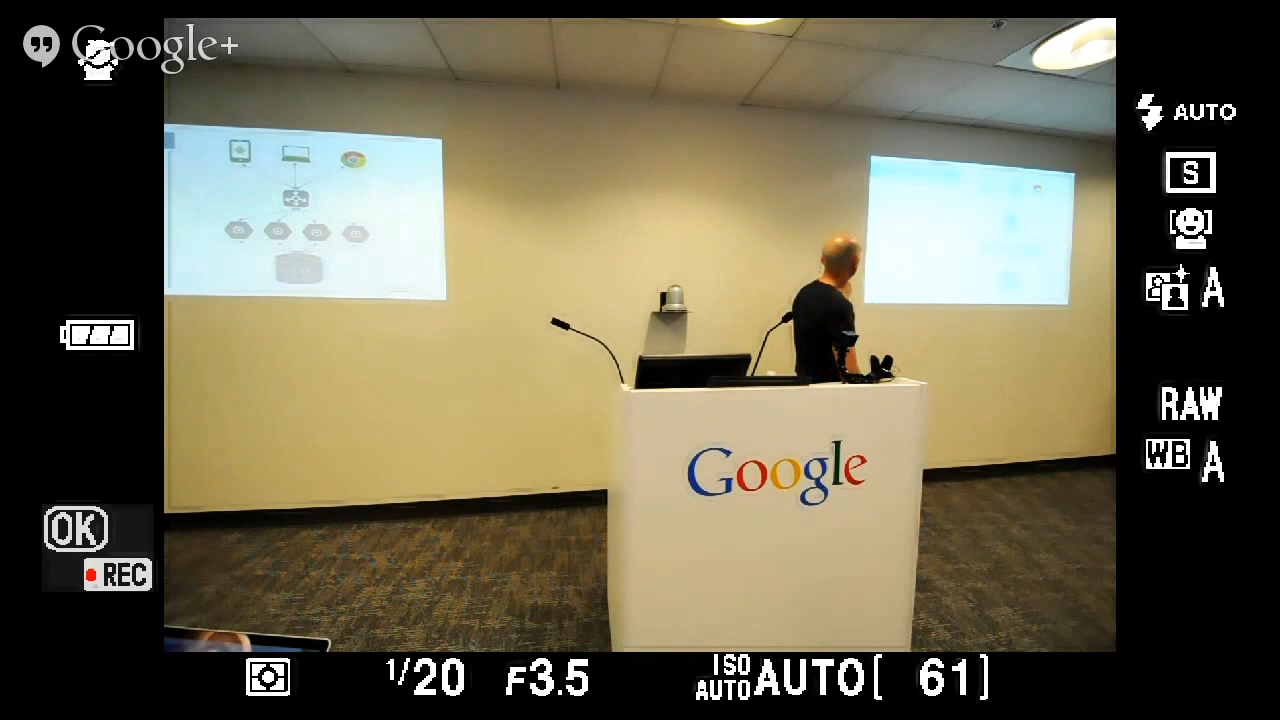 Google+
AUTO
S
A
RAW
WB A
OK
REC
Google
1/20 F3.5 ISO AUTO AUTO [ 61]